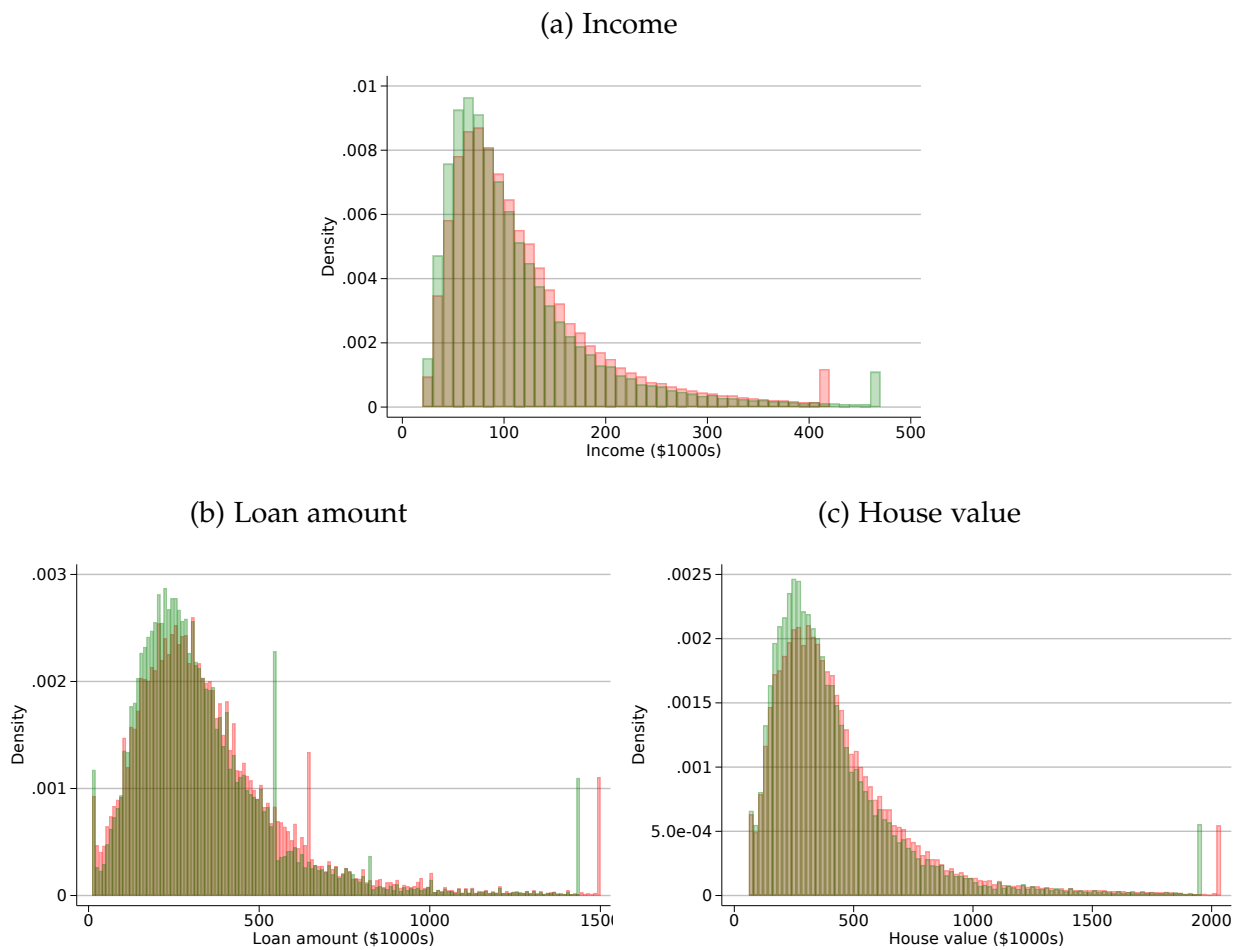 (a) Income
.01
.008
.006
.004
.002
0
Density
0 100 200 300 400 500
Income ($1000s)
(b) Loan amount
.003
.002
.001
0
Density
0 500 1000 1500
Loan amount ($1000s)
(c) House value
.0025
.002
.0015
.001
5.0e-04
0
Density
0 500 1000 1500 2000
House value ($1000s)